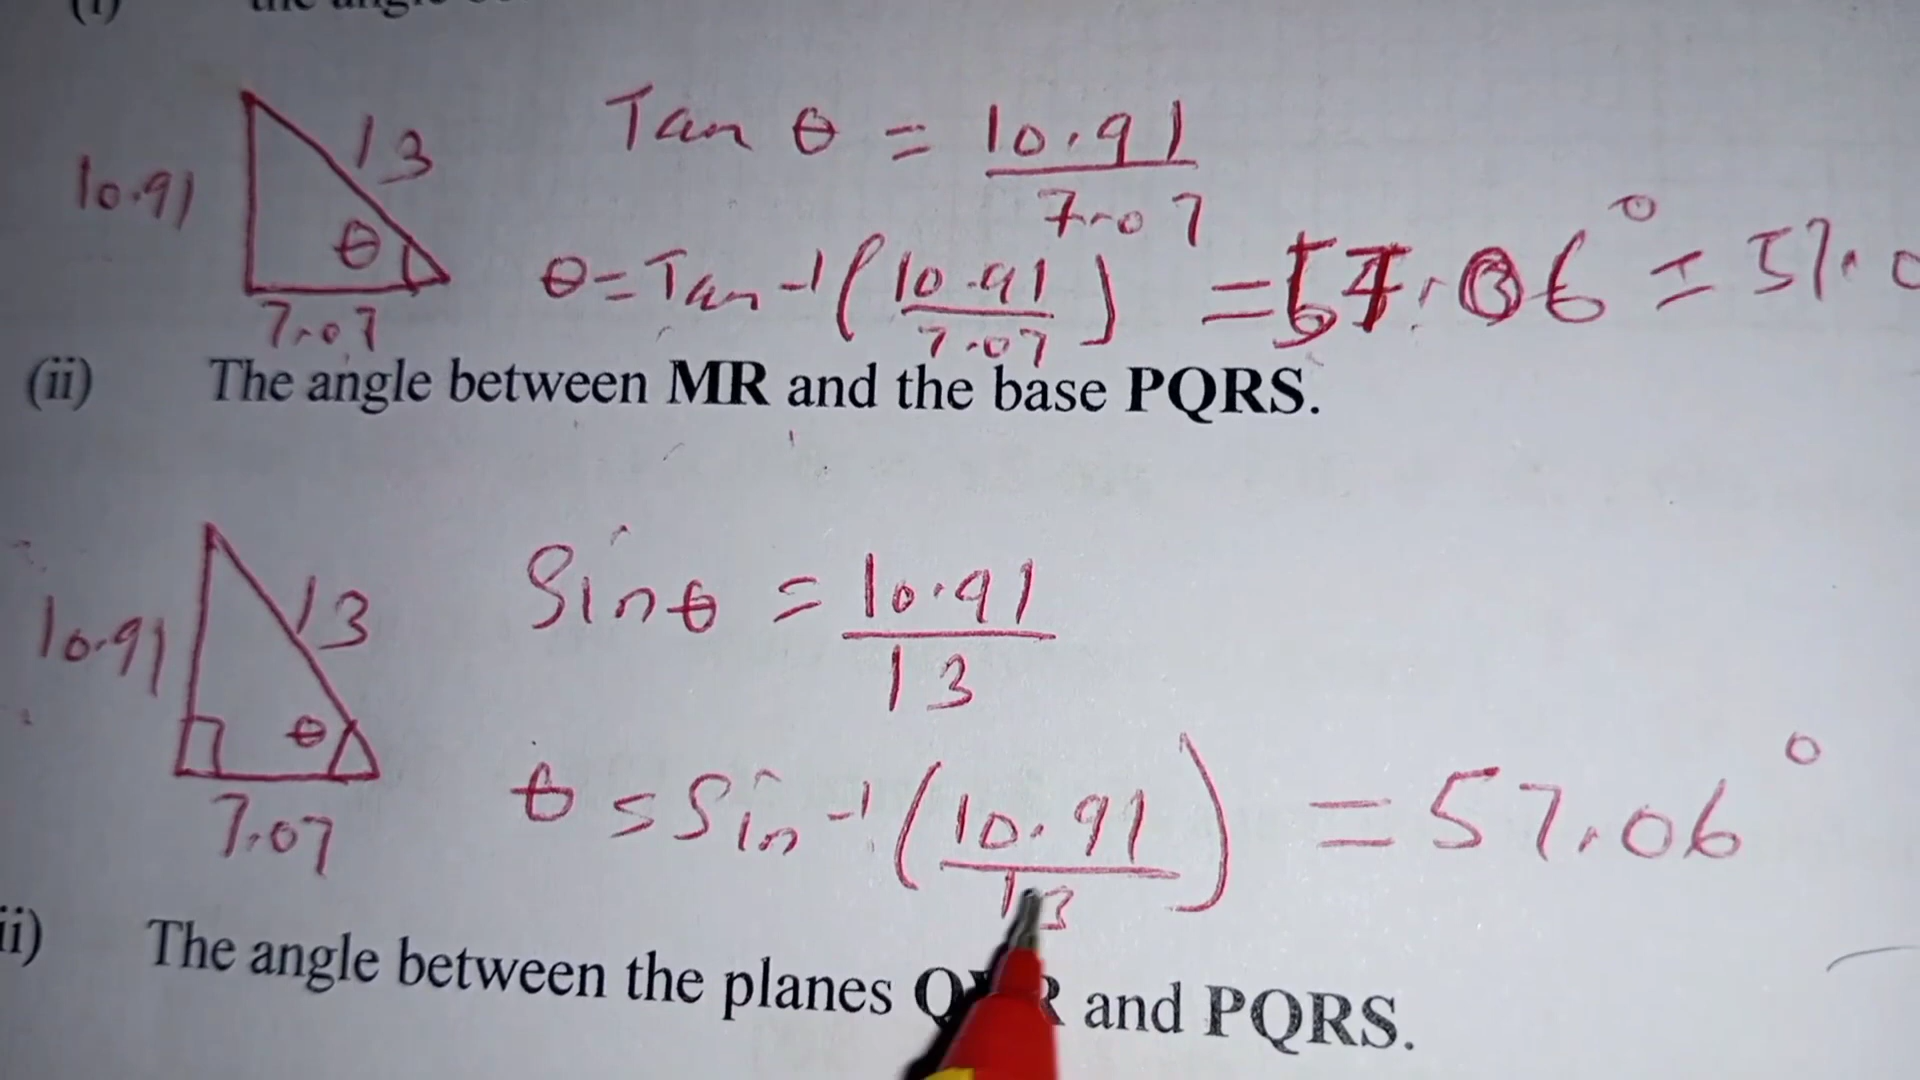 (i) the angle
10.91 13 θ 7.07
Tan θ = 10.91 / 7.07
θ = Tan -1 ( 10.91 / 7.07 ) = 57.06° = 57.0
(ii) The angle between MR and the base PQRS.
10.91 13 θ 7.07
Sin θ = 10.91 / 13
θ = Sin -1 ( 10.91 / 13 ) = 57.06°
ii) The angle between the planes and PQRS.